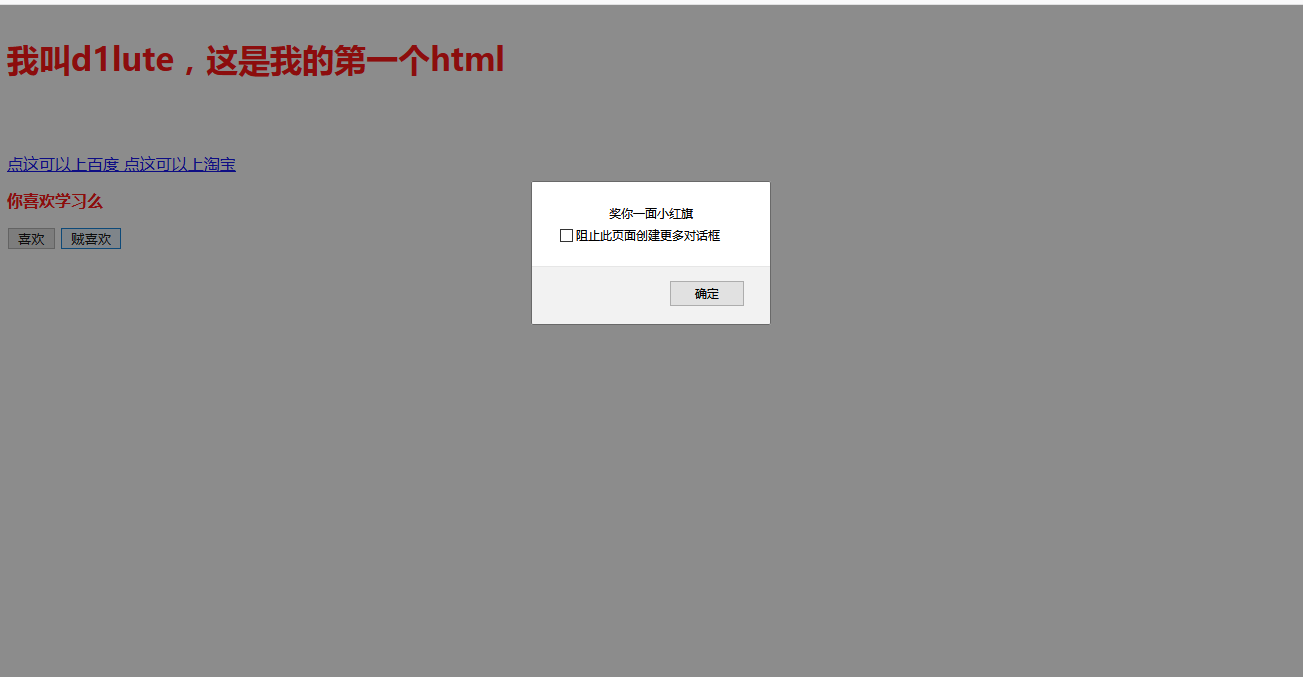 我叫d1lute，这是我的第一个html
点这可以上百度 点这可以上淘宝
你喜欢学习么
喜欢 贼喜欢
奖你一面小红旗
阻止此页面创建更多对话框
确定